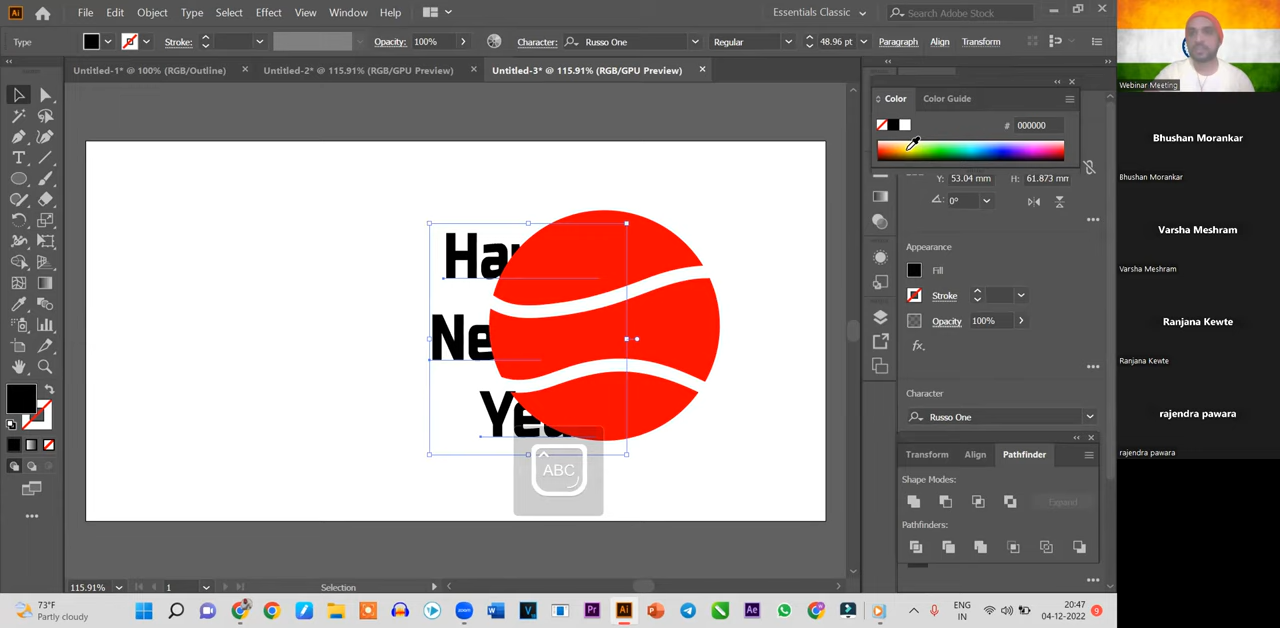 File Edit Object Type Select Effect View Window Help
Essentials Classic
Search Adobe Stock
Type
Stroke:
Opacity: 100%
Character: Russo One
Regular
48.96 pt
Paragraph Align Transform
Untitled-1* @ 100% (RGB/Outline)
Untitled-2* @ 115.91% (RGB/GPU Preview)
Untitled-3* @ 115.91% (RGB/GPU Preview)
Color Color Guide
# 000000
Y: 53.04 mm H: 61.873 mm
0°
Appearance
Fill
Stroke
Opacity 100%
fx
Character
Russo One
Transform Align Pathfinder
Shape Modes:
Expand
Pathfinders:
ABC
115.91%
1
Selection
73°F
Partly cloudy
ENG
IN
20:47
04-12-2022
9
Webinar Meeting
Bhushan Morankar
Bhushan Morankar
Varsha Meshram
Varsha Meshram
Ranjana Kewte
Ranjana Kewte
rajendra pawara
rajendra pawara